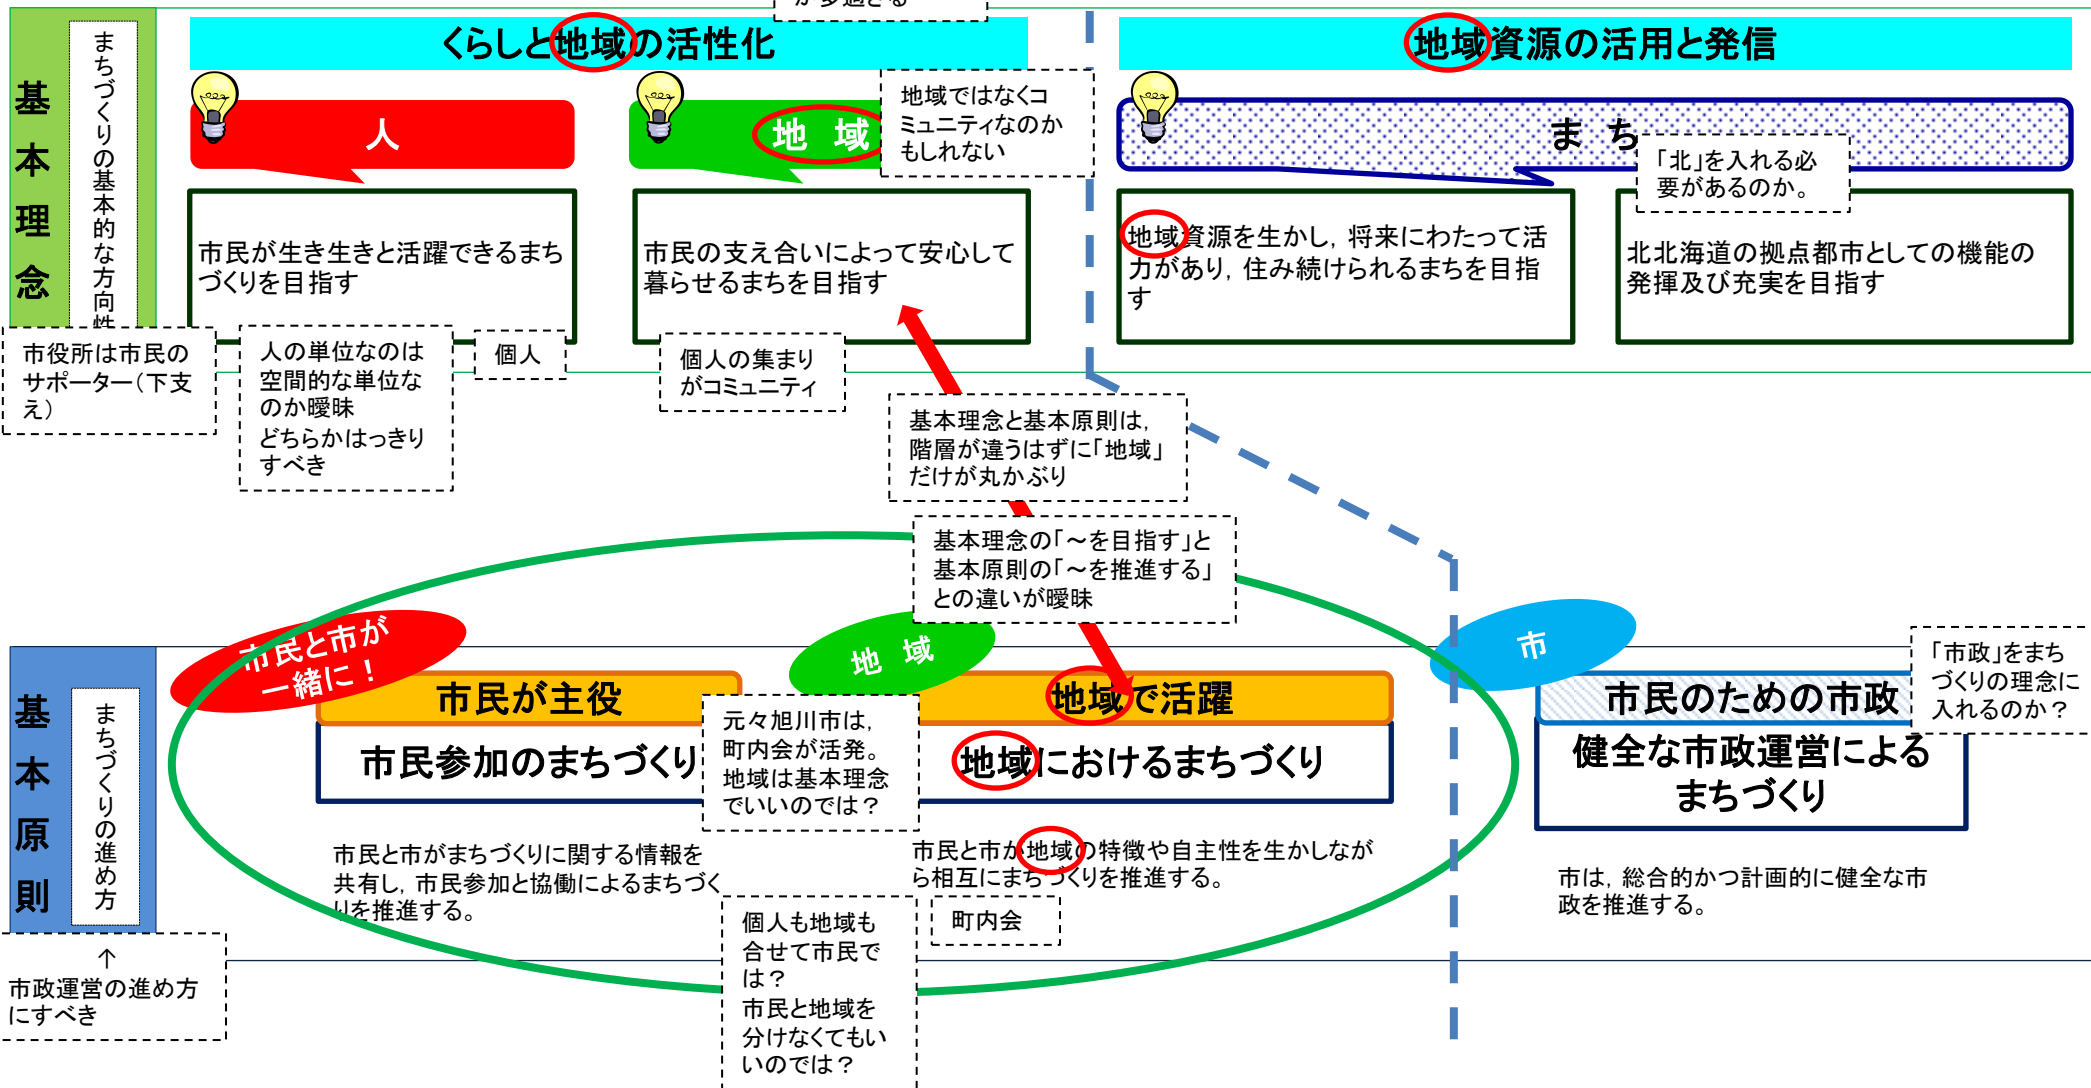 が多過ぎる
基本理念
まちづくりの基本的な方向性
くらしと地域の活性化
地域資源の活用と発信
人
地 域
地域ではなくコ
ミュニティなのか
もしれない
ま ち
「北」を入れる必
要があるのか。
市民が生き生きと活躍できるまち
づくりを目指す
市民の支え合いによって安心して
暮らせるまちを目指す
地域資源を生かし，将来にわたって活
力があり，住み続けられるまちを目指
す
北北海道の拠点都市としての機能の
発揮及び充実を目指す
市役所は市民の
サポーター（下支
え）
人の単位なのは
空間的な単位な
のか曖昧
どちらかはっきり
すべき
個人
個人の集まり
がコミュニティ
基本理念と基本原則は，
階層が違うはずに「地域」
だけが丸かぶり
基本理念の「～を目指す」と
基本原則の「～を推進する」
との違いが曖昧
基本原則
まちづくりの進め方
市民と市が
一緒に！
地 域
市
市民が主役
市民参加のまちづくり
元々旭川市は，
町内会が活発。
地域は基本理念
でいいのでは？
地域で活躍
地域におけるまちづくり
市民のための市政
健全な市政運営による
まちづくり
「市政」をまち
づくりの理念に
入れるのか？
市民と市がまちづくりに関する情報を
共有し，市民参加と協働によるまちづく
りを推進する。
市民と市が地域の特徴や自主性を生かしなが
ら相互にまちづくりを推進する。
町内会
市は，総合的かつ計画的に健全な市
政を推進する。
個人も地域も
合せて市民で
は？
市民と地域を
分けなくてもい
いのでは？
↑
市政運営の進め方
にすべき